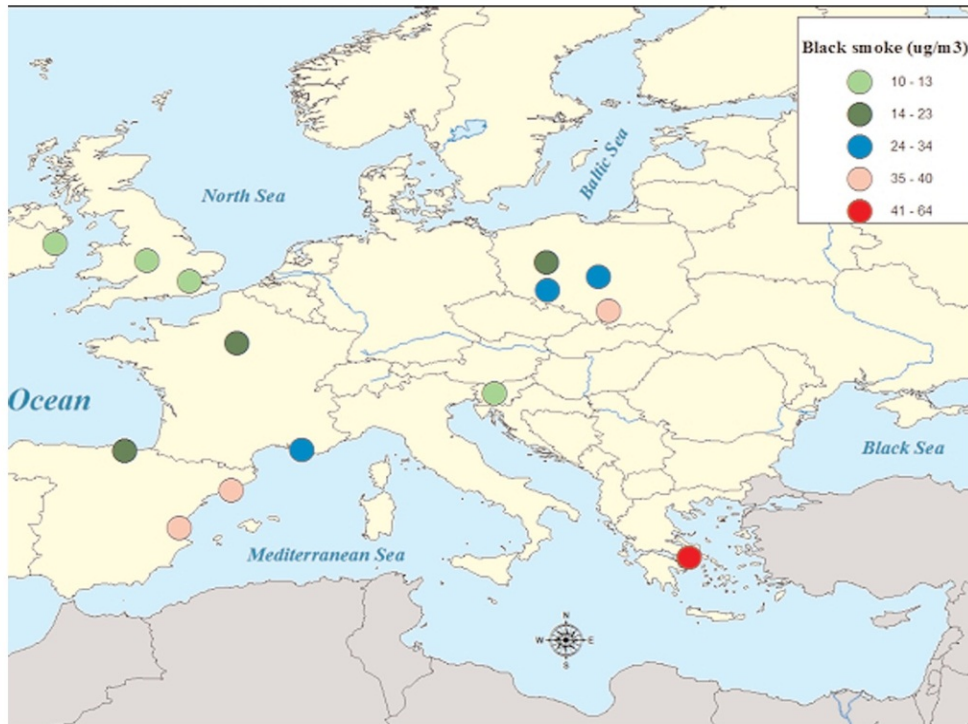 Black smoke (ug/m3)
10 - 13
14 - 23
24 - 34
35 - 40
41 - 64
Baltic Sea
North Sea
Ocean
Black Sea
Mediterranean Sea
N
W E
S